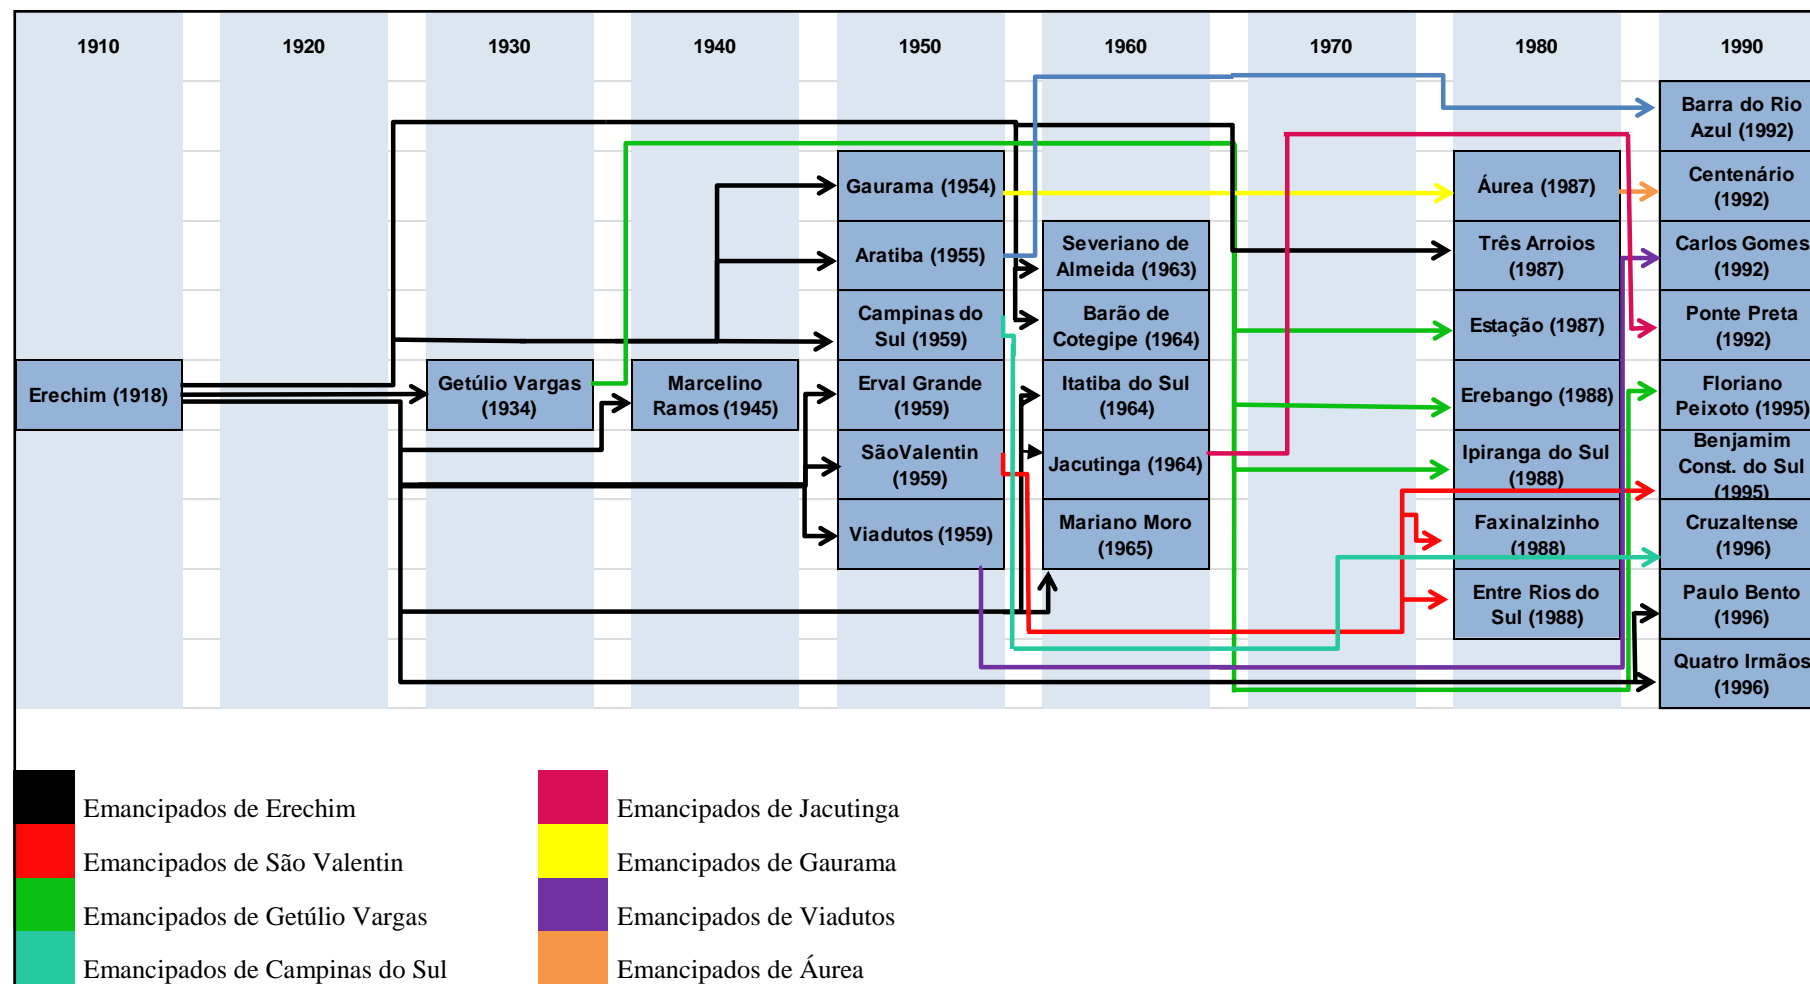 1910 1920 1930 1940 1950 1960 1970 1980 1990
Barra do Rio
Azul (1992)
Gaurama (1954)
Áurea (1987)
Centenário
(1992)
Aratiba (1955)
Severiano de
Almeida (1963)
Três Arroios
(1987)
Carlos Gomes
(1992)
Campinas do
Sul (1959)
Barão de
Cotegipe (1964)
Estação (1987)
Ponte Preta
(1992)
Erechim (1918)
Getúlio Vargas
(1934)
Marcelino
Ramos (1945)
Erval Grande
(1959)
Itatiba do Sul
(1964)
Erebango (1988)
Floriano
Peixoto (1995)
SãoValentin
(1959)
Jacutinga (1964)
Ipiranga do Sul
(1988)
Benjamim
Const. do Sul
(1995)
Viadutos (1959)
Mariano Moro
(1965)
Faxinalzinho
(1988)
Cruzaltense
(1996)
Entre Rios do
Sul (1988)
Paulo Bento
(1996)
Quatro Irmãos
(1996)
Emancipados de Erechim
Emancipados de São Valentin
Emancipados de Getúlio Vargas
Emancipados de Campinas do Sul
Emancipados de Jacutinga
Emancipados de Gaurama
Emancipados de Viadutos
Emancipados de Áurea